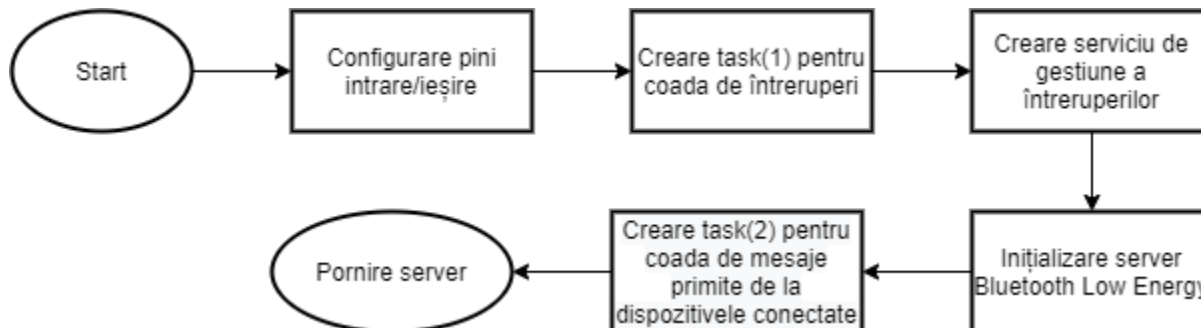 Start
Configurare pini
intrare/ieșire
Creare task(1) pentru
coada de întreruperi
Creare serviciu de
gestiune a
întreruperilor
Inițializare server
Bluetooth Low Energy
Creare task(2) pentru
coada de mesaje
primite de la
dispozitivele conectate
Pornire server